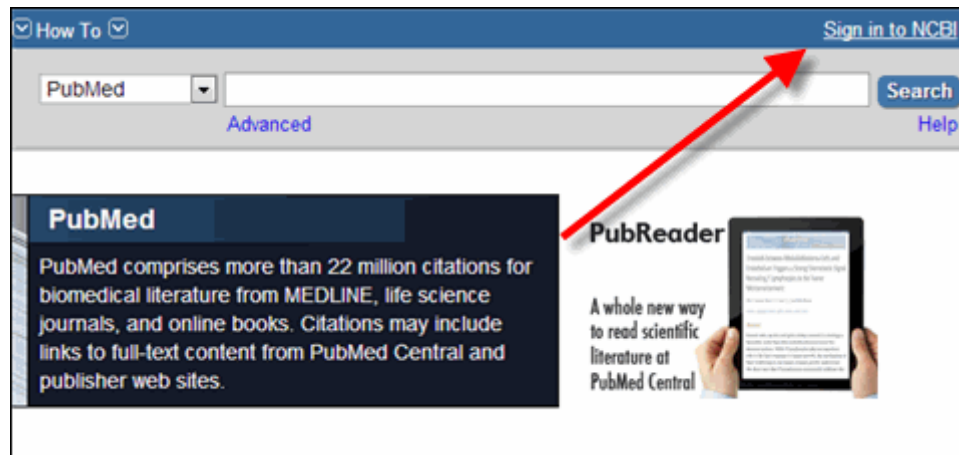 How To
Sign in to NCBI
PubMed
Search
Advanced
Help
PubMed
PubMed comprises more than 22 million citations for
biomedical literature from MEDLINE, life science
journals, and online books. Citations may include
links to full-text content from PubMed Central and
publisher web sites.
PubReader
A whole new way
to read scientific
literature at
PubMed Central